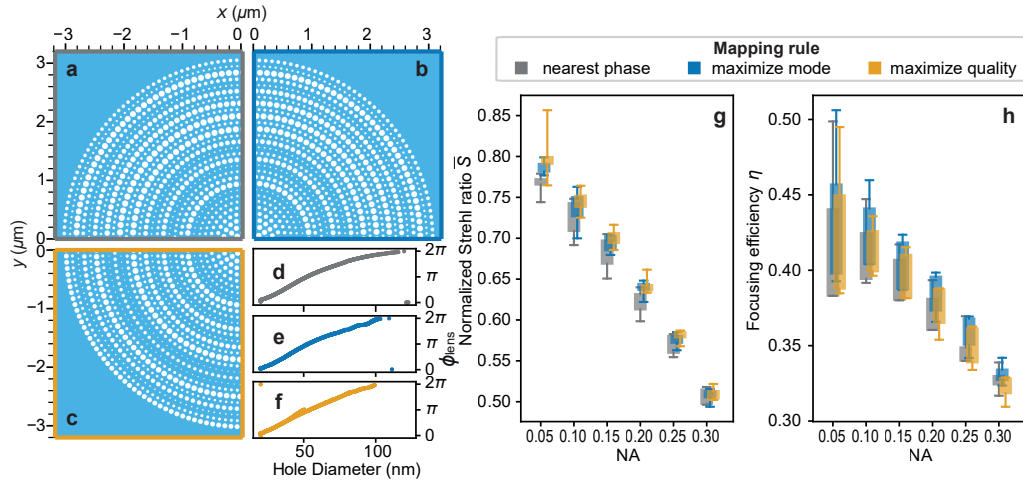 x (μm)
−3 −2 −1 0 0 1 2 3
a b
3
2
1
0
y (μm)
0
−1
−2
−3
c
d
2π
π
0
e
2π
π
0
f
2π
π
0
ϕlens
50 100
Hole Diameter (nm)
Mapping rule
nearest phase maximize mode maximize quality
g
Normalized Strehl ratio S̅
0.85
0.80
0.75
0.70
0.65
0.60
0.55
0.50
0.05 0.10 0.15 0.20 0.25 0.30
NA
h
Focusing efficiency η
0.50
0.45
0.40
0.35
0.30
0.05 0.10 0.15 0.20 0.25 0.30
NA